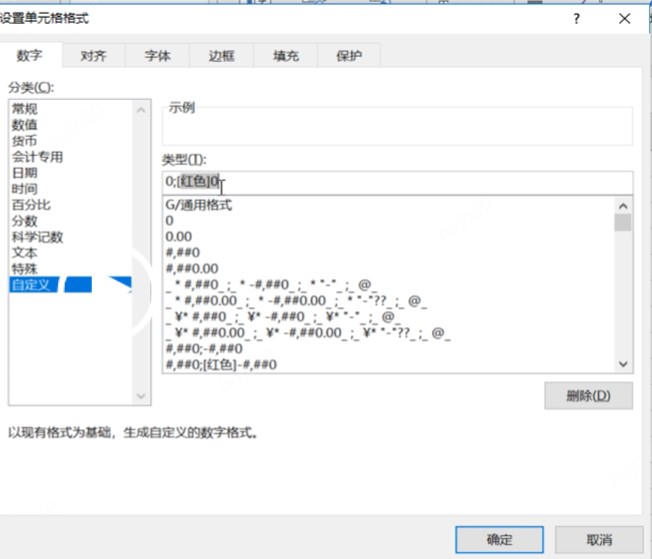 设置单元格格式
?
数字 对齐 字体 边框 填充 保护
分类(C):
常规
数值
货币
会计专用
日期
时间
百分比
分数
科学记数
文本
特殊
自定义
示例
类型(T):
0;[红色]0
G/通用格式
0
0.00
#,##0
#,##0.00
_ * #,##0_ ;_ * -#,##0_ ;_ * "-"_ ;_ @_
_ * #,##0.00_ ;_ * -#,##0.00_ ;_ * "-"??_ ;_ @_
_ ¥* #,##0_ ;_ ¥* -#,##0_ ;_ ¥* "-"_ ;_ @_
_ ¥* #,##0.00_ ;_ ¥* -#,##0.00_ ;_ ¥* "-"??_ ;_ @_
#,##0;-#,##0
#,##0;[红色]-#,##0
删除(D)
以现有格式为基础，生成自定义的数字格式。
确定 取消